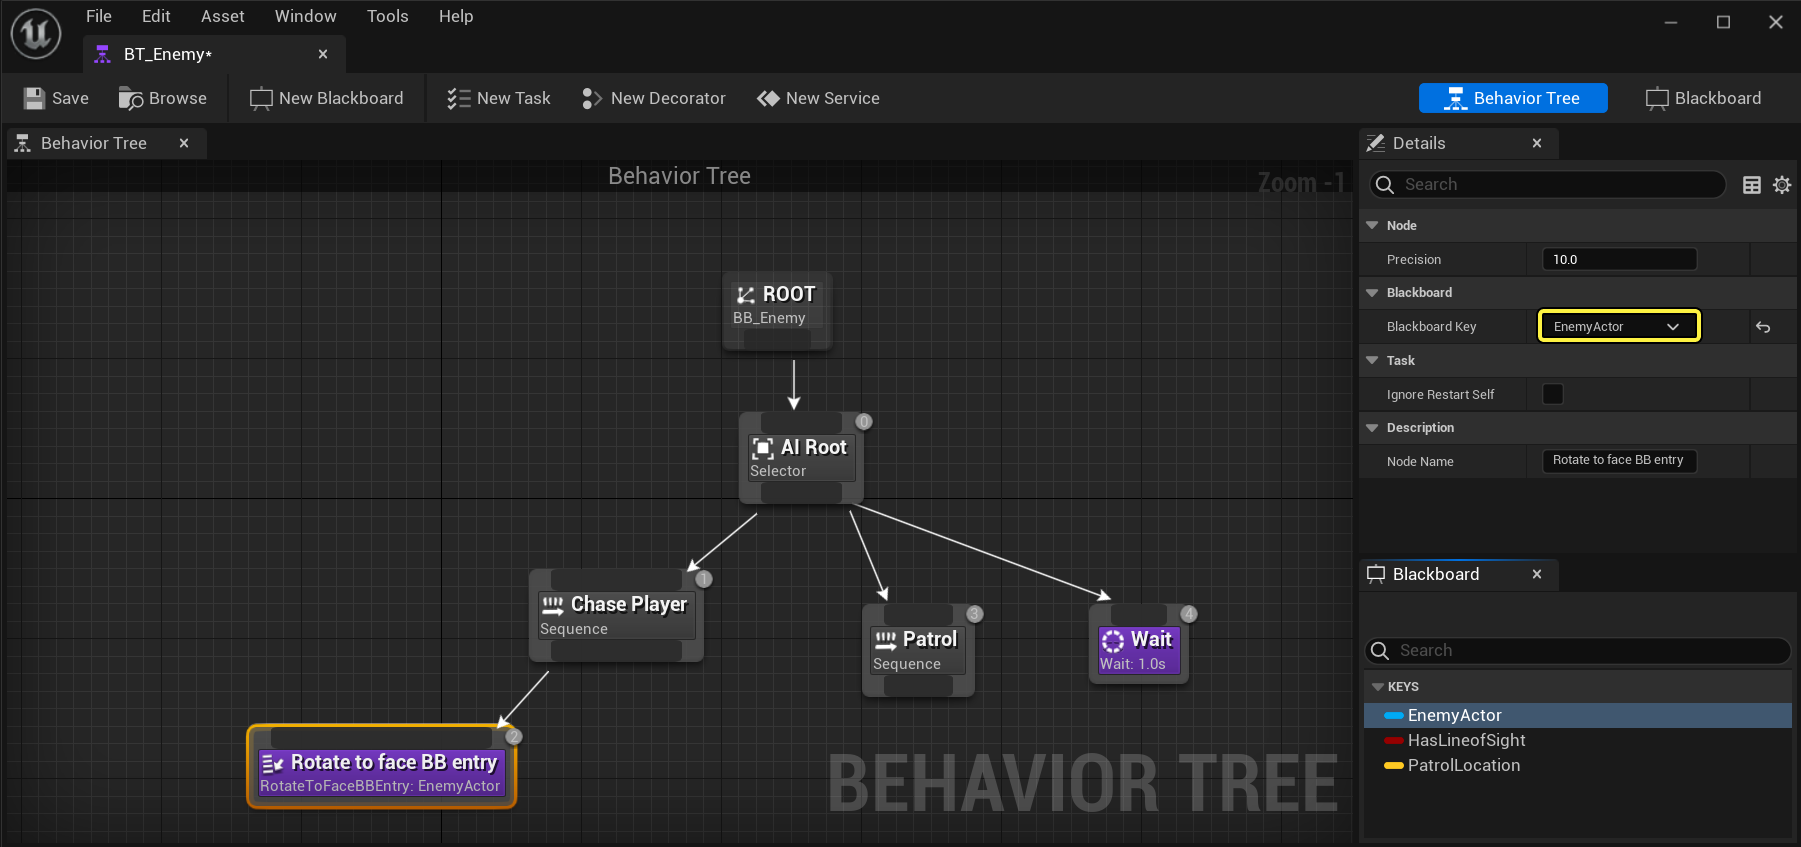 File Edit Asset Window Tools Help
BT_Enemy*
Save Browse New Blackboard New Task New Decorator New Service Behavior Tree Blackboard
Behavior Tree
Behavior Tree
Zoom -1
ROOT
BB_Enemy
0
AI Root
Selector
1
Chase Player
Sequence
3
Patrol
Sequence
4
Wait
Wait: 1.0s
2
Rotate to face BB entry
RotateToFaceBBEntry: EnemyActor
BEHAVIOR TREE
Details
Search
Node
Precision 10.0
Blackboard
Blackboard Key EnemyActor
Task
Ignore Restart Self
Description
Node Name Rotate to face BB entry
Blackboard
Search
KEYS
EnemyActor
HasLineofSight
PatrolLocation